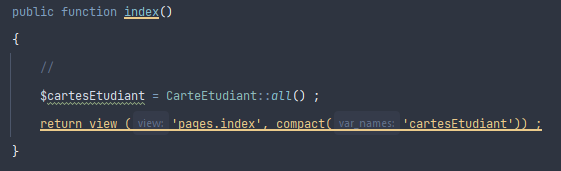 public function index()
{
//
$cartesEtudiant = CarteEtudiant::all() ;
return view ( view: 'pages.index', compact( var_names: 'cartesEtudiant')) ;
}